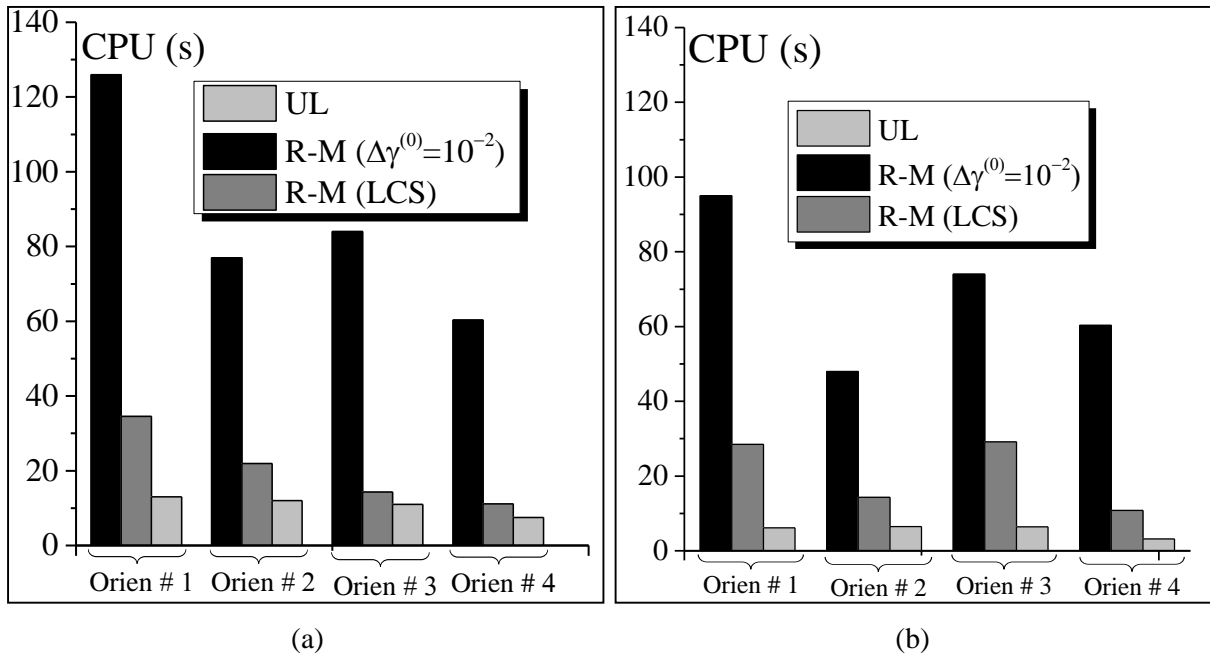 CPU (s)
140
120
100
80
60
40
20
0
UL
R-M (Δγ⁽⁰⁾=10⁻²)
R-M (LCS)
Orien # 1 Orien # 2 Orien # 3 Orien # 4
(a)
CPU (s)
140
120
100
80
60
40
20
0
UL
R-M (Δγ⁽⁰⁾=10⁻²)
R-M (LCS)
Orien # 1 Orien # 2 Orien # 3 Orien # 4
(b)